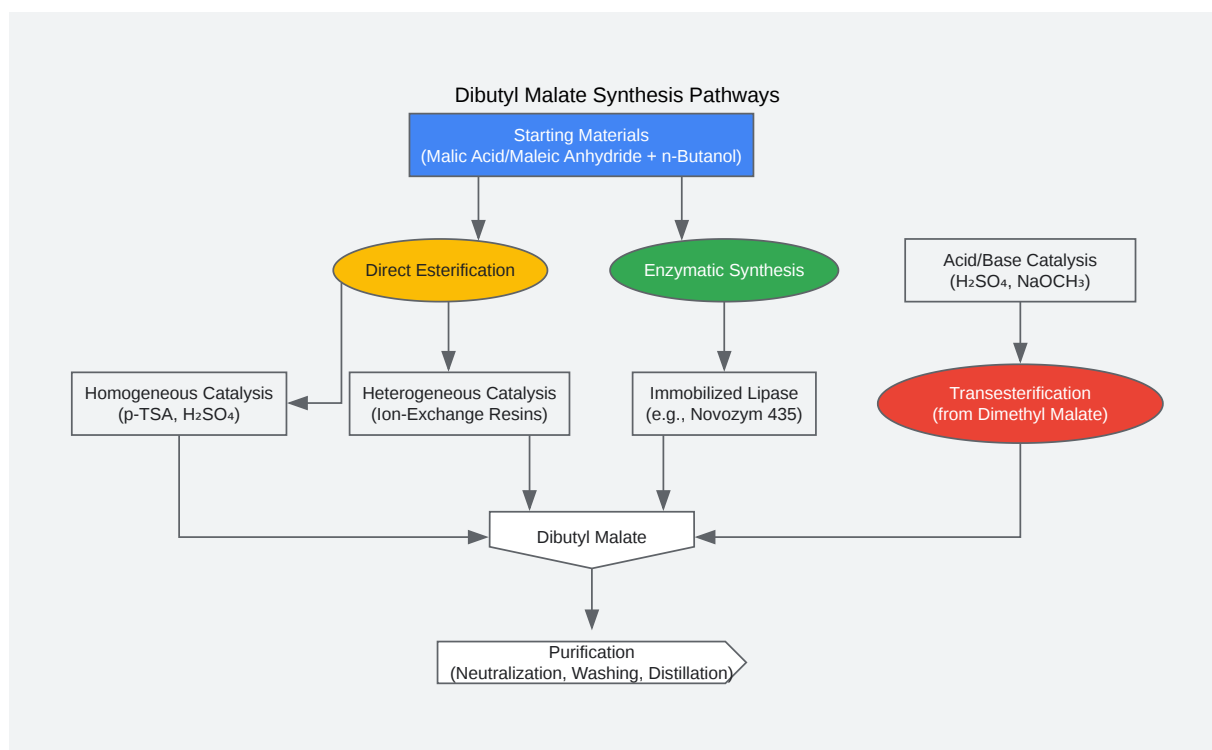 Dibutyl Malate Synthesis Pathways
Starting Materials
(Malic Acid/Maleic Anhydride + n-Butanol)
Direct Esterification
Enzymatic Synthesis
Acid/Base Catalysis
(H₂SO₄, NaOCH₃)
Homogeneous Catalysis
(p-TSA, H₂SO₄)
Heterogeneous Catalysis
(Ion-Exchange Resins)
Immobilized Lipase
(e.g., Novozym 435)
Transesterification
(from Dimethyl Malate)
Dibutyl Malate
Purification
(Neutralization, Washing, Distillation)